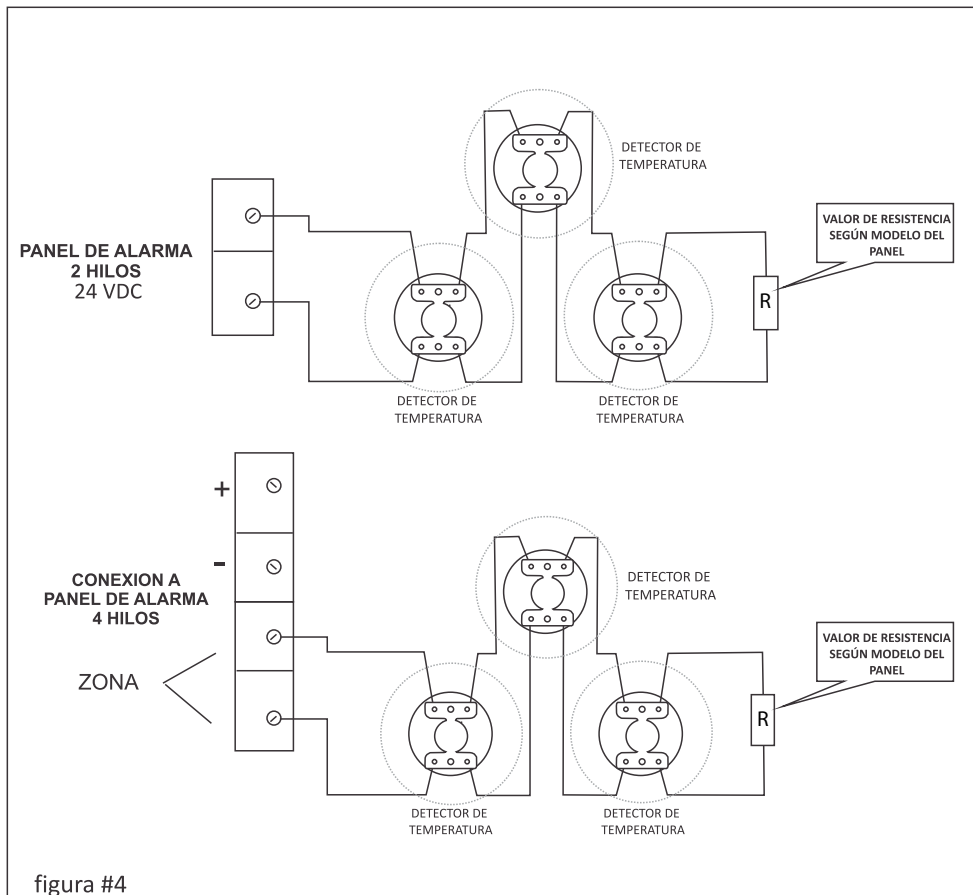 DETECTOR DE
TEMPERATURA
PANEL DE ALARMA
2 HILOS
24 VDC
VALOR DE RESISTENCIA
SEGÚN MODELO DEL
PANEL
R
DETECTOR DE
TEMPERATURA
DETECTOR DE
TEMPERATURA
+
-
CONEXION A
PANEL DE ALARMA
4 HILOS
ZONA
DETECTOR DE
TEMPERATURA
VALOR DE RESISTENCIA
SEGÚN MODELO DEL
PANEL
R
DETECTOR DE
TEMPERATURA
DETECTOR DE
TEMPERATURA
figura #4